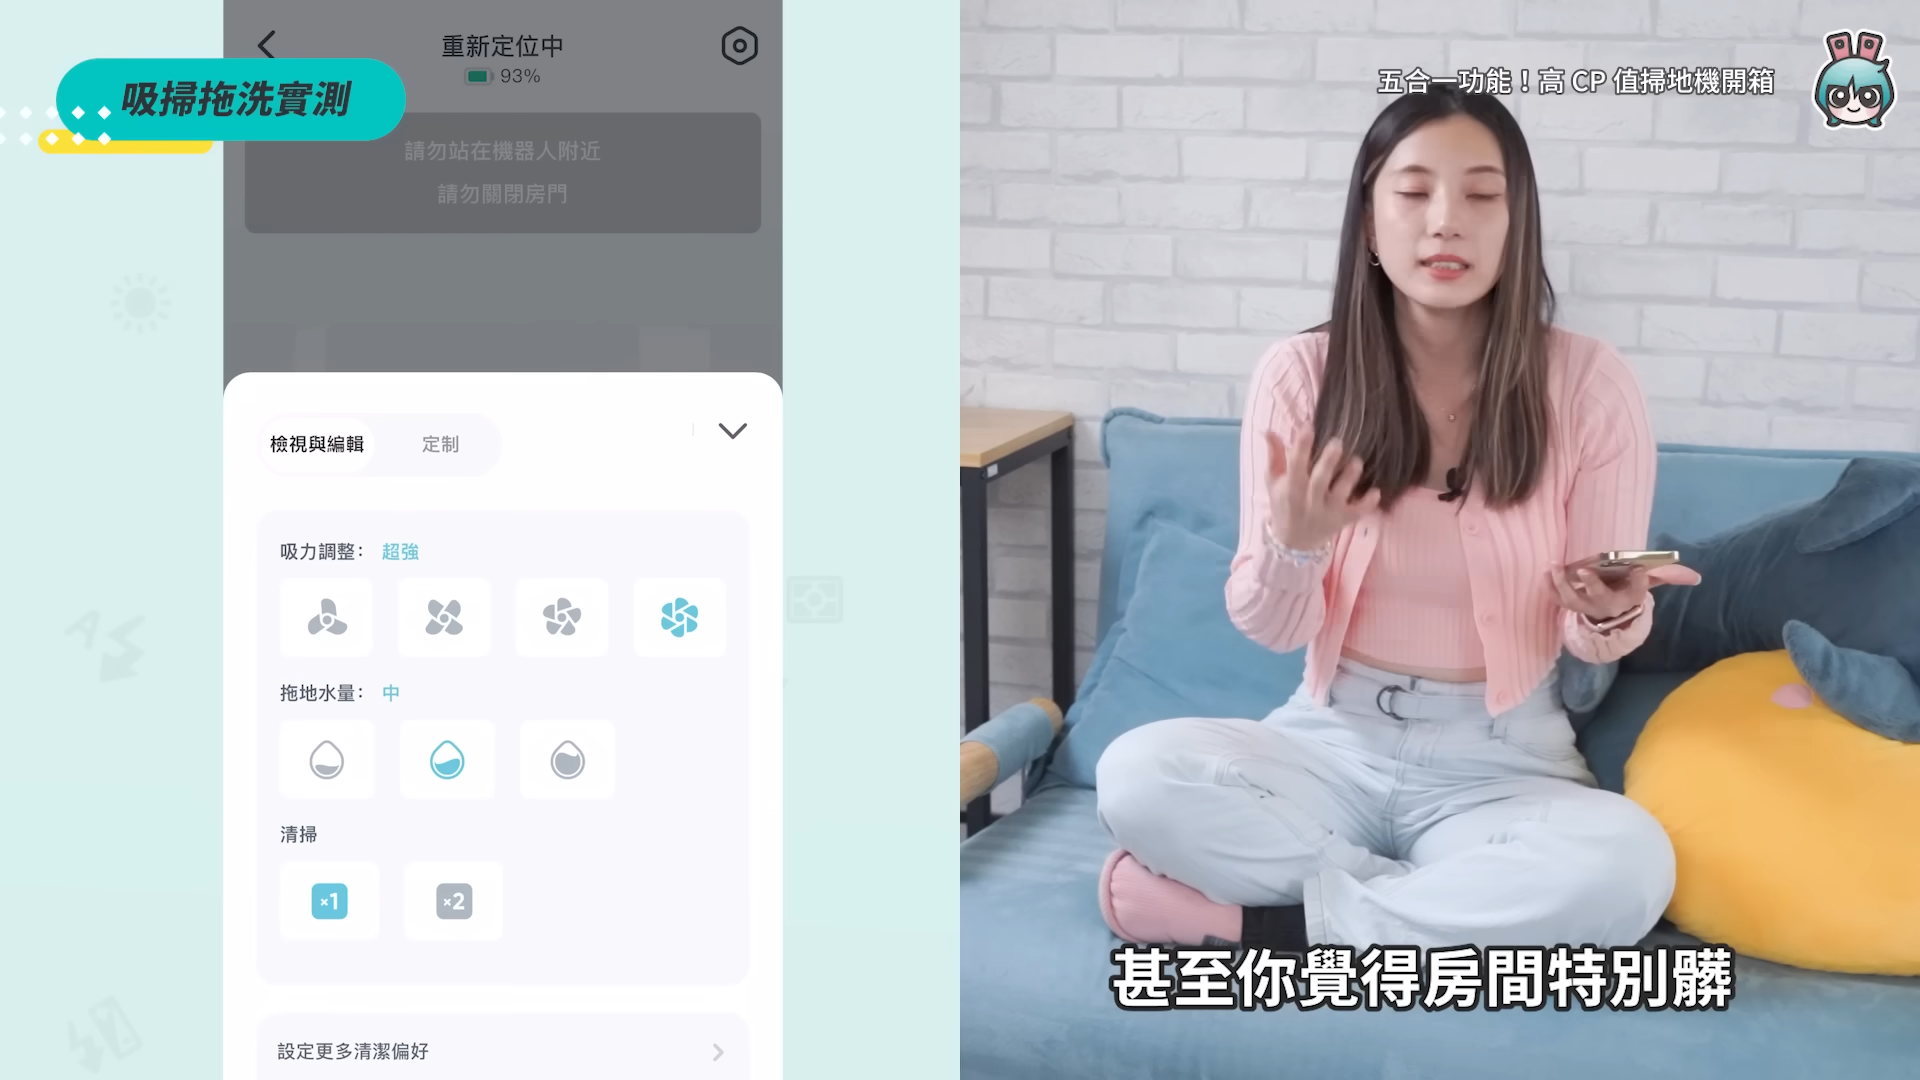 重新定位中
93%
吸掃拖洗實測
請勿站在機器人附近
請勿關閉房門
檢視與編輯
定制
吸力調整： 超強
拖地水量： 中
清掃
×1
×2
設定更多清潔偏好
五合一功能！高 CP 值掃地機開箱
甚至你覺得房間特別髒